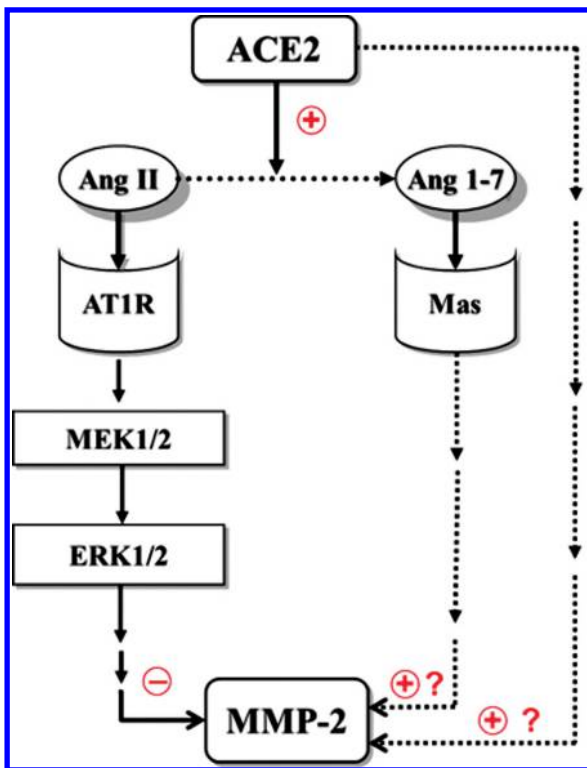 ACE2
+
Ang II
Ang 1-7
AT1R
Mas
MEK1/2
ERK1/2
−
+ ?
+ ?
MMP-2